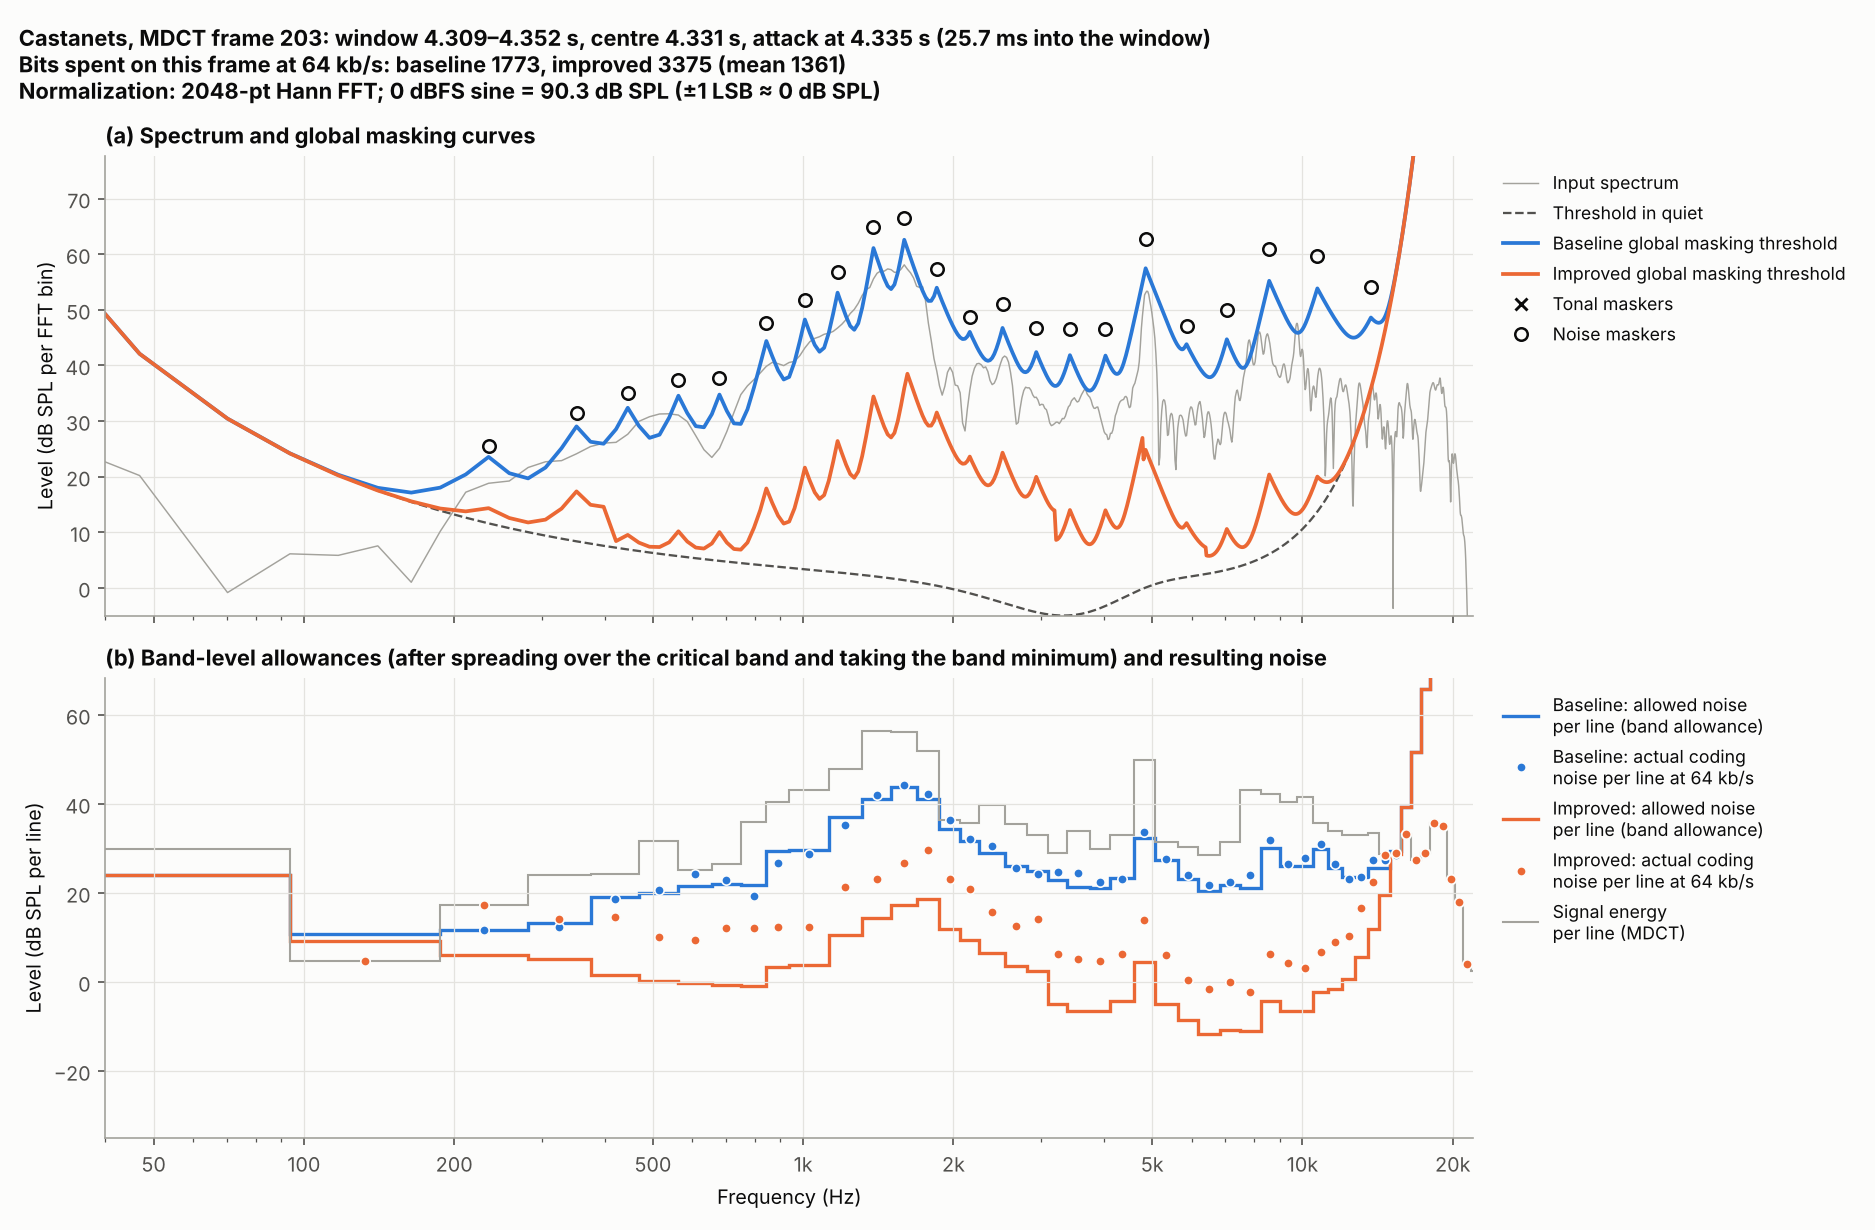 Castanets, MDCT frame 203: window 4.309–4.352 s, centre 4.331 s, attack at 4.335 s (25.7 ms into the window)
Bits spent on this frame at 64 kb/s: baseline 1773, improved 3375 (mean 1361)
Normalization: 2048-pt Hann FFT; 0 dBFS sine = 90.3 dB SPL (±1 LSB ≈ 0 dB SPL)
(a) Spectrum and global masking curves
Level (dB SPL per FFT bin)
70
60
50
40
30
20
10
0
Input spectrum
Threshold in quiet
Baseline global masking threshold
Improved global masking threshold
Tonal maskers
Noise maskers
(b) Band-level allowances (after spreading over the critical band and taking the band minimum) and resulting noise
Level (dB SPL per line)
60
40
20
0
−20
Baseline: allowed noise
per line (band allowance)
Baseline: actual coding
noise per line at 64 kb/s
Improved: allowed noise
per line (band allowance)
Improved: actual coding
noise per line at 64 kb/s
Signal energy
per line (MDCT)
50 100 200 500 1k 2k 5k 10k 20k
Frequency (Hz)